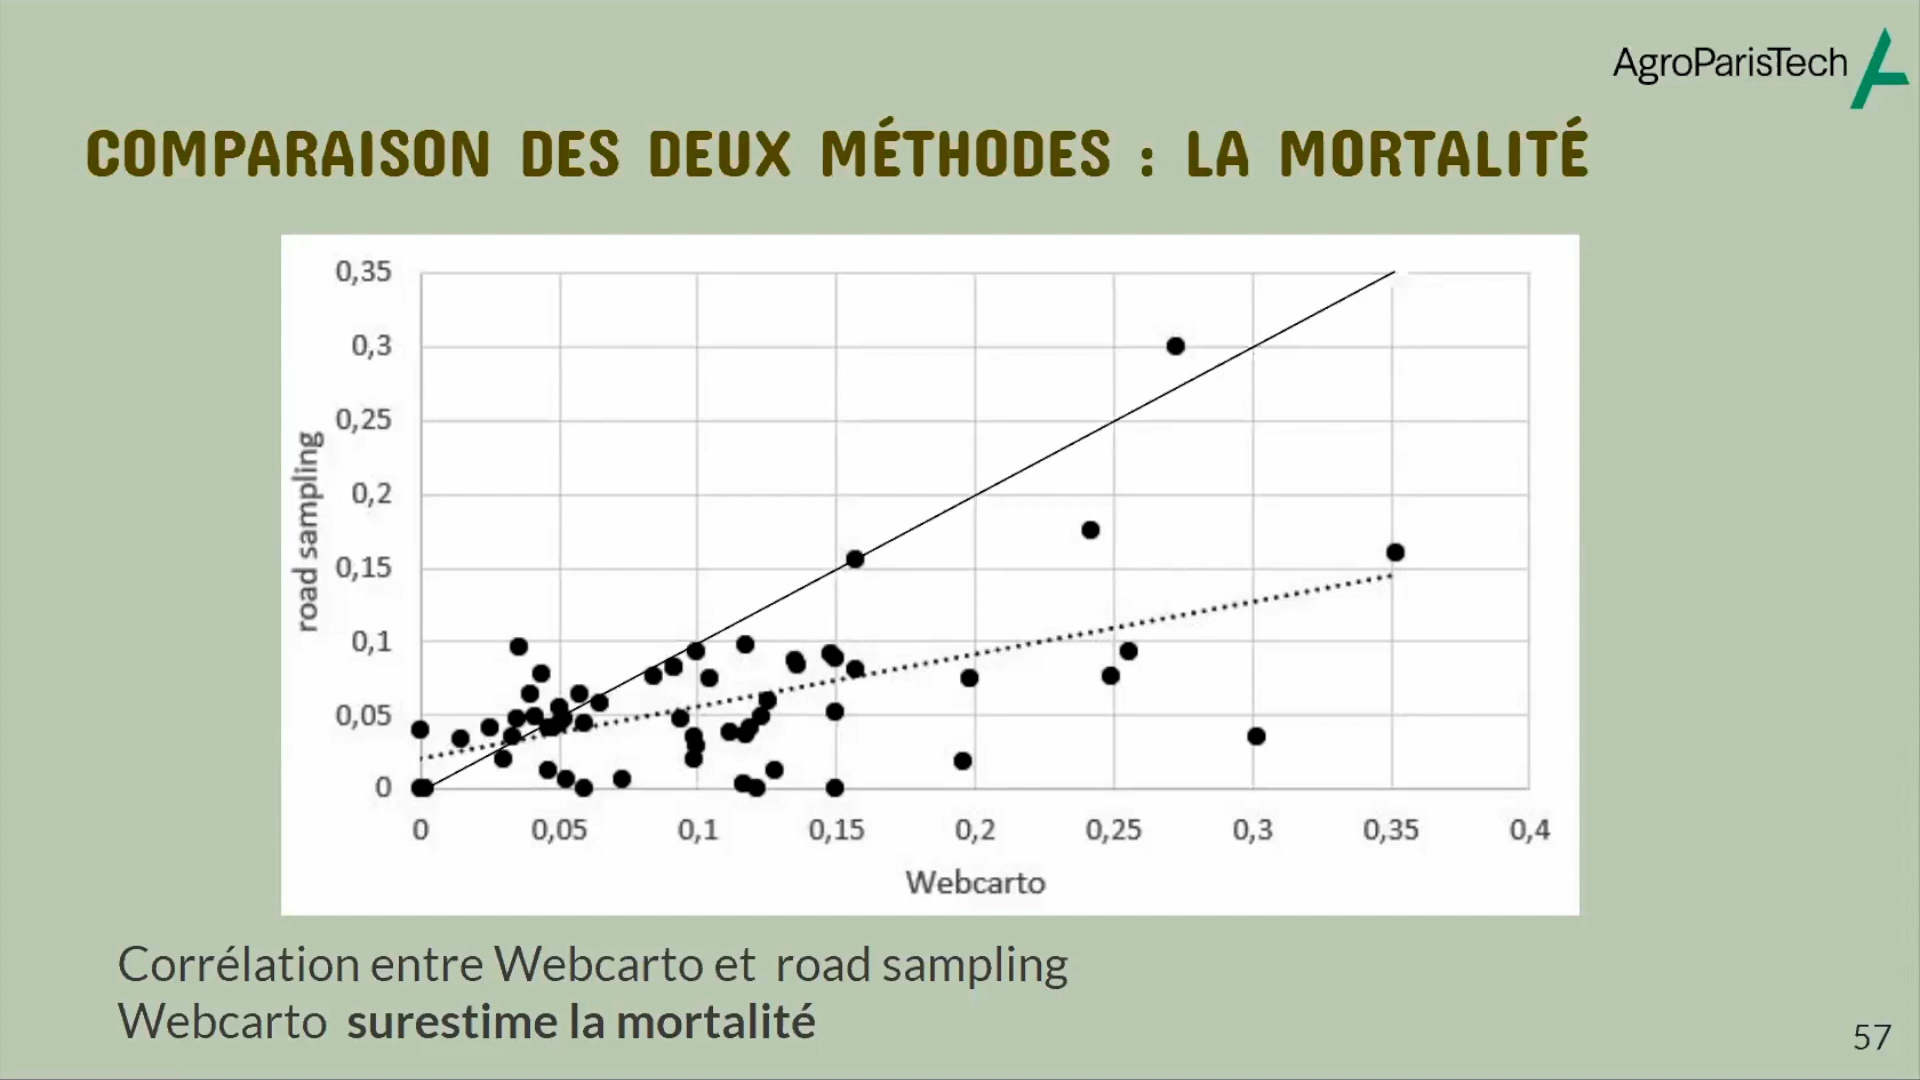 AgroParisTech
COMPARAISON DES DEUX MÉTHODES : LA MORTALITÉ
0,35
0,3
0,25
0,2
0,15
0,1
0,05
0
road sampling
0 0,05 0,1 0,15 0,2 0,25 0,3 0,35 0,4
Webcarto
Corrélation entre Webcarto et road sampling
Webcarto surestime la mortalité
57